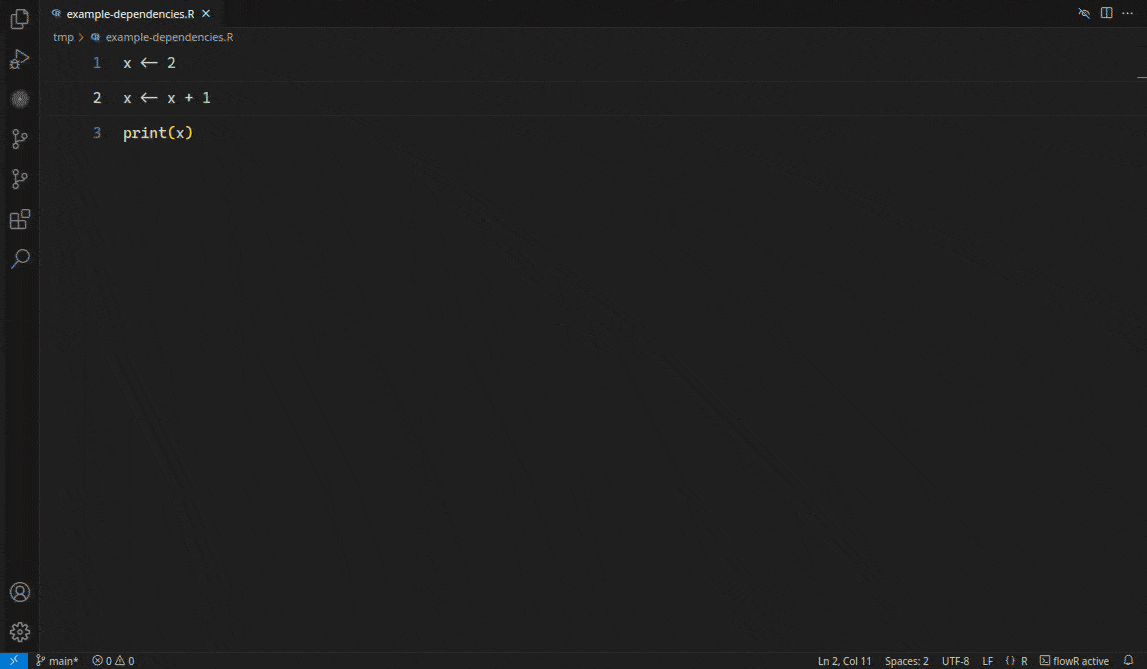 example-dependencies.R
tmp > example-dependencies.R
1 x ← 2
2 x ← x + 1
3 print(x)
main* 0 0 Ln 2, Col 11 Spaces: 2 UTF-8 LF {} R flowR active